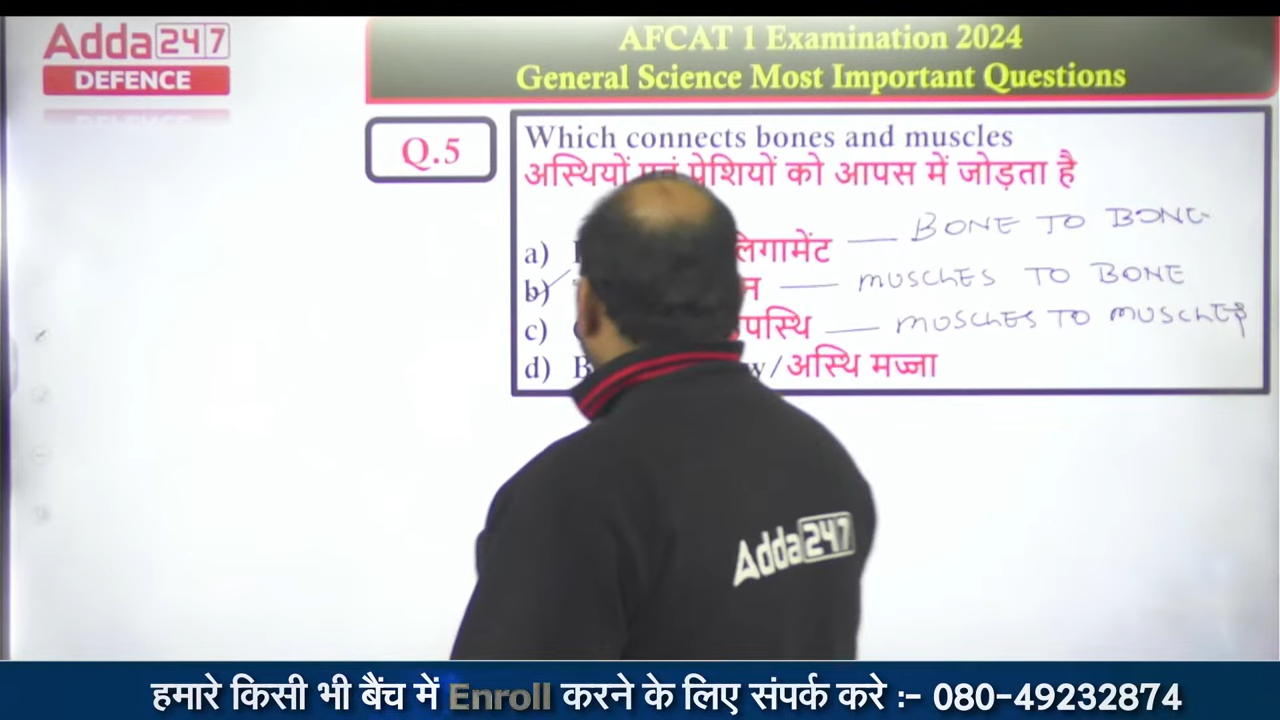 Adda247
DEFENCE
AFCAT 1 Examination 2024
General Science Most Important Questions
Q.5
Which connects bones and muscles
अस्थियों एवं पेशियों को आपस में जोड़ता है
a) लिगामेंट — BONE TO BONE
b) — MUSCLES TO BONE
c) — MUSCLES TO MUSCLES
d) /अस्थि मज्जा
Adda247
हमारे किसी भी बैंच में Enroll करने के लिए संपर्क करे :- 080-49232874